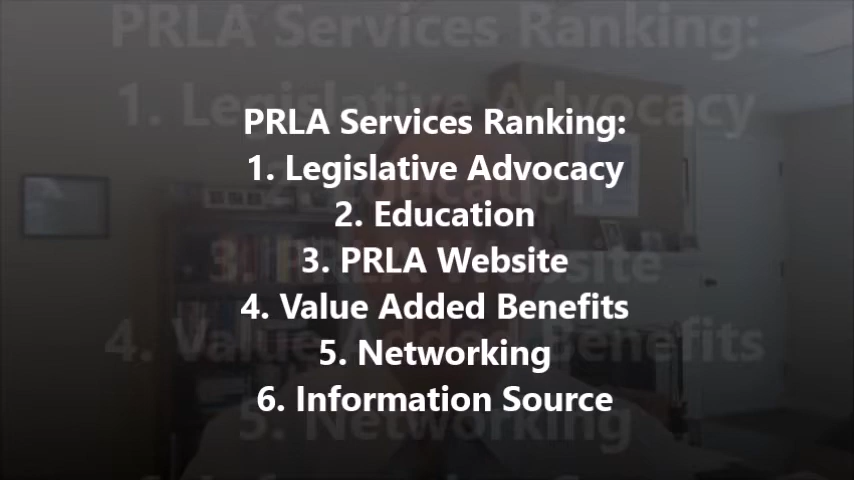 PRLA Services Ranking:
1. Legislative Advocacy
2. Education
3. PRLA Website
4. Value Added Benefits
5. Networking
6. Information Source